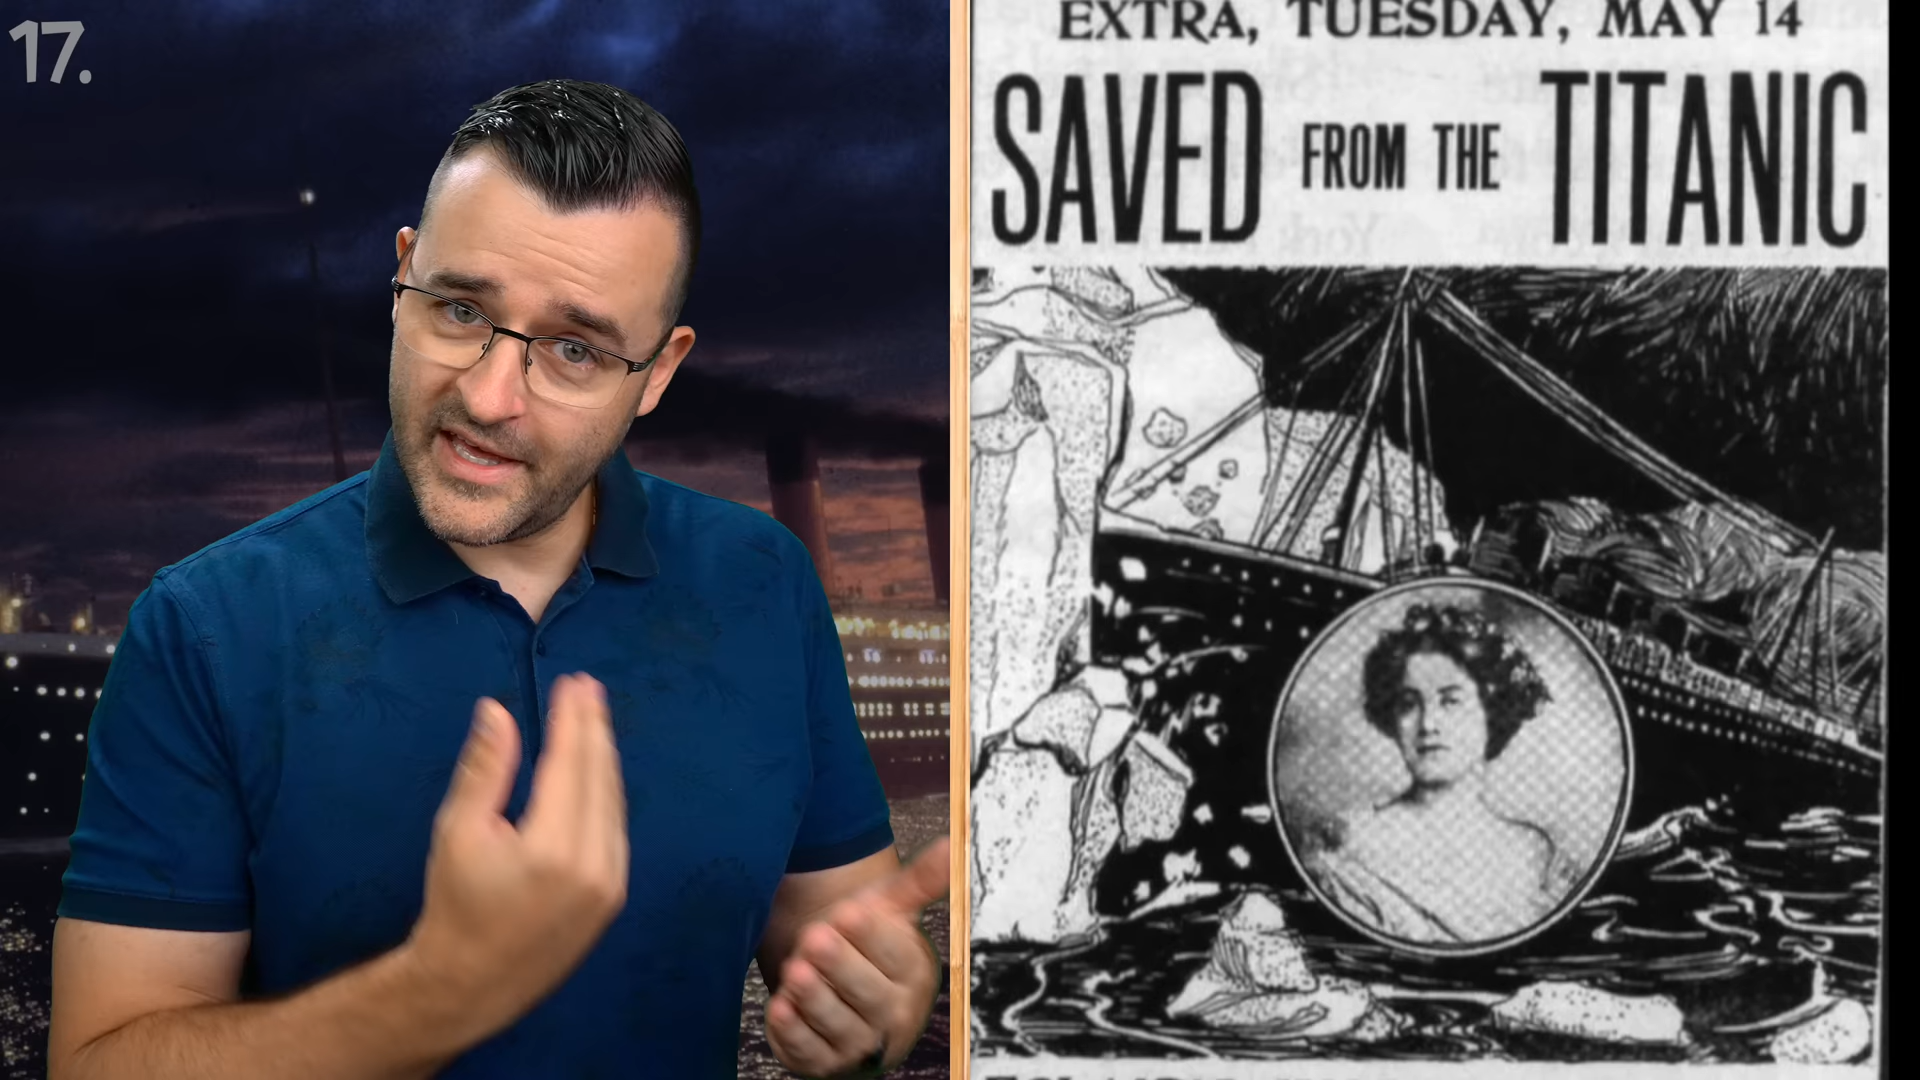 17.
EXTRA, TUESDAY, MAY 14
SAVED FROM THE TITANIC